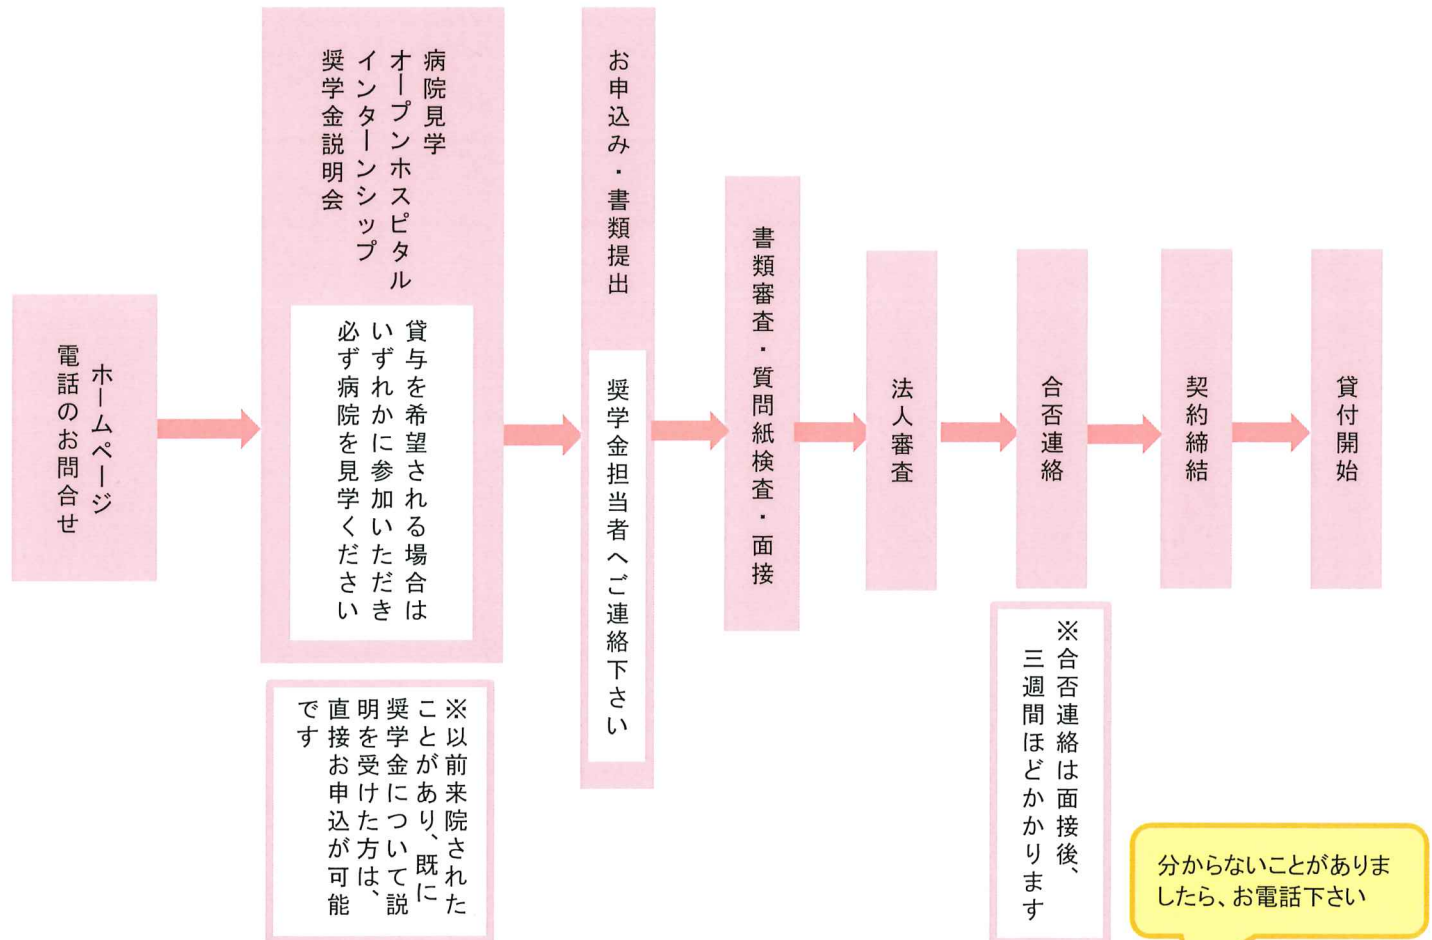 ホームページ
電話のお問合せ
病院見学
オープンホスピタル
インターンシップ
奨学金説明会
貸与を希望される場合は
いずれかに参加いただき
必ず病院を見学ください
※以前来院された
ことがあり、既に
奨学金について説
明を受けた方は、
直接お申込が可能
です
お申込み・書類提出
奨学金担当者へご連絡下さい
書類審査・質問紙検査・面接
法人審査
合否連絡
※合否連絡は面接後、
三週間ほどかかります
契約締結
貸付開始
分からないことがありま
したら、お電話下さい